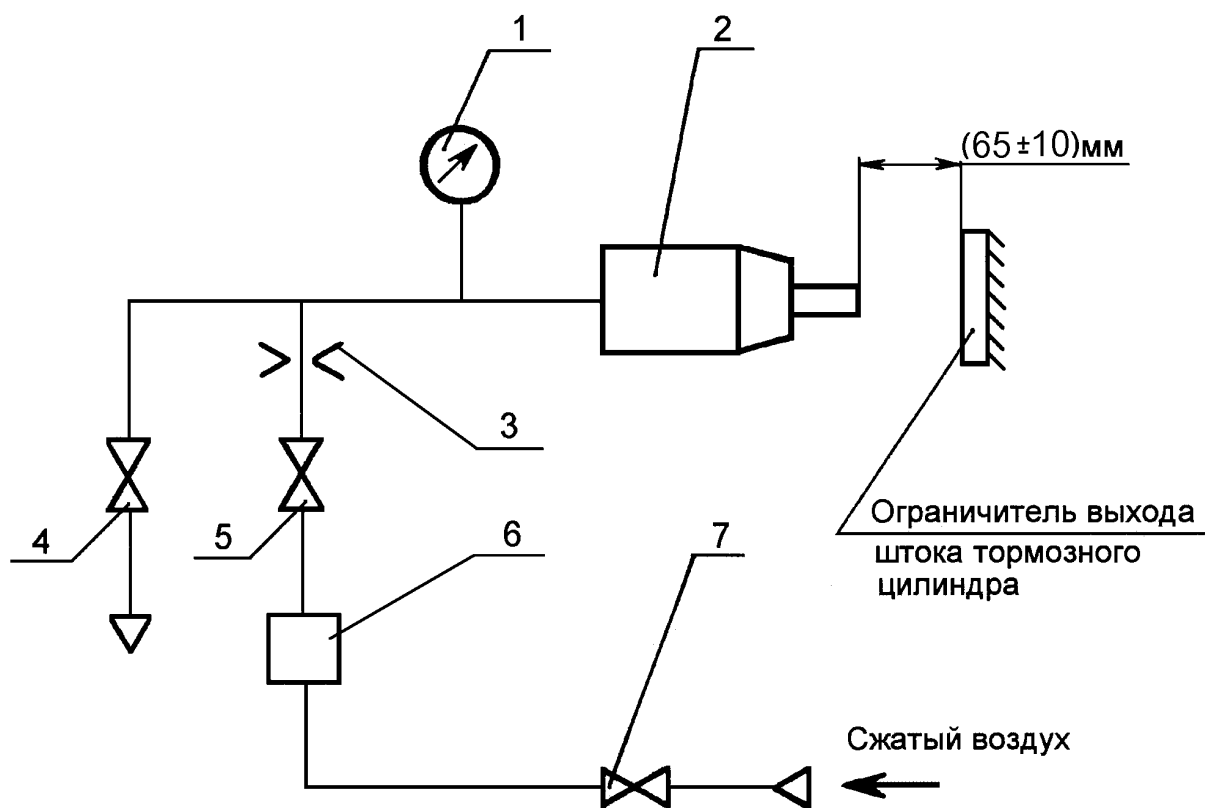 1
2
(65±10)мм
3
4
5
6
7
Ограничитель выхода
штока тормозного
цилиндра
Сжатый воздух